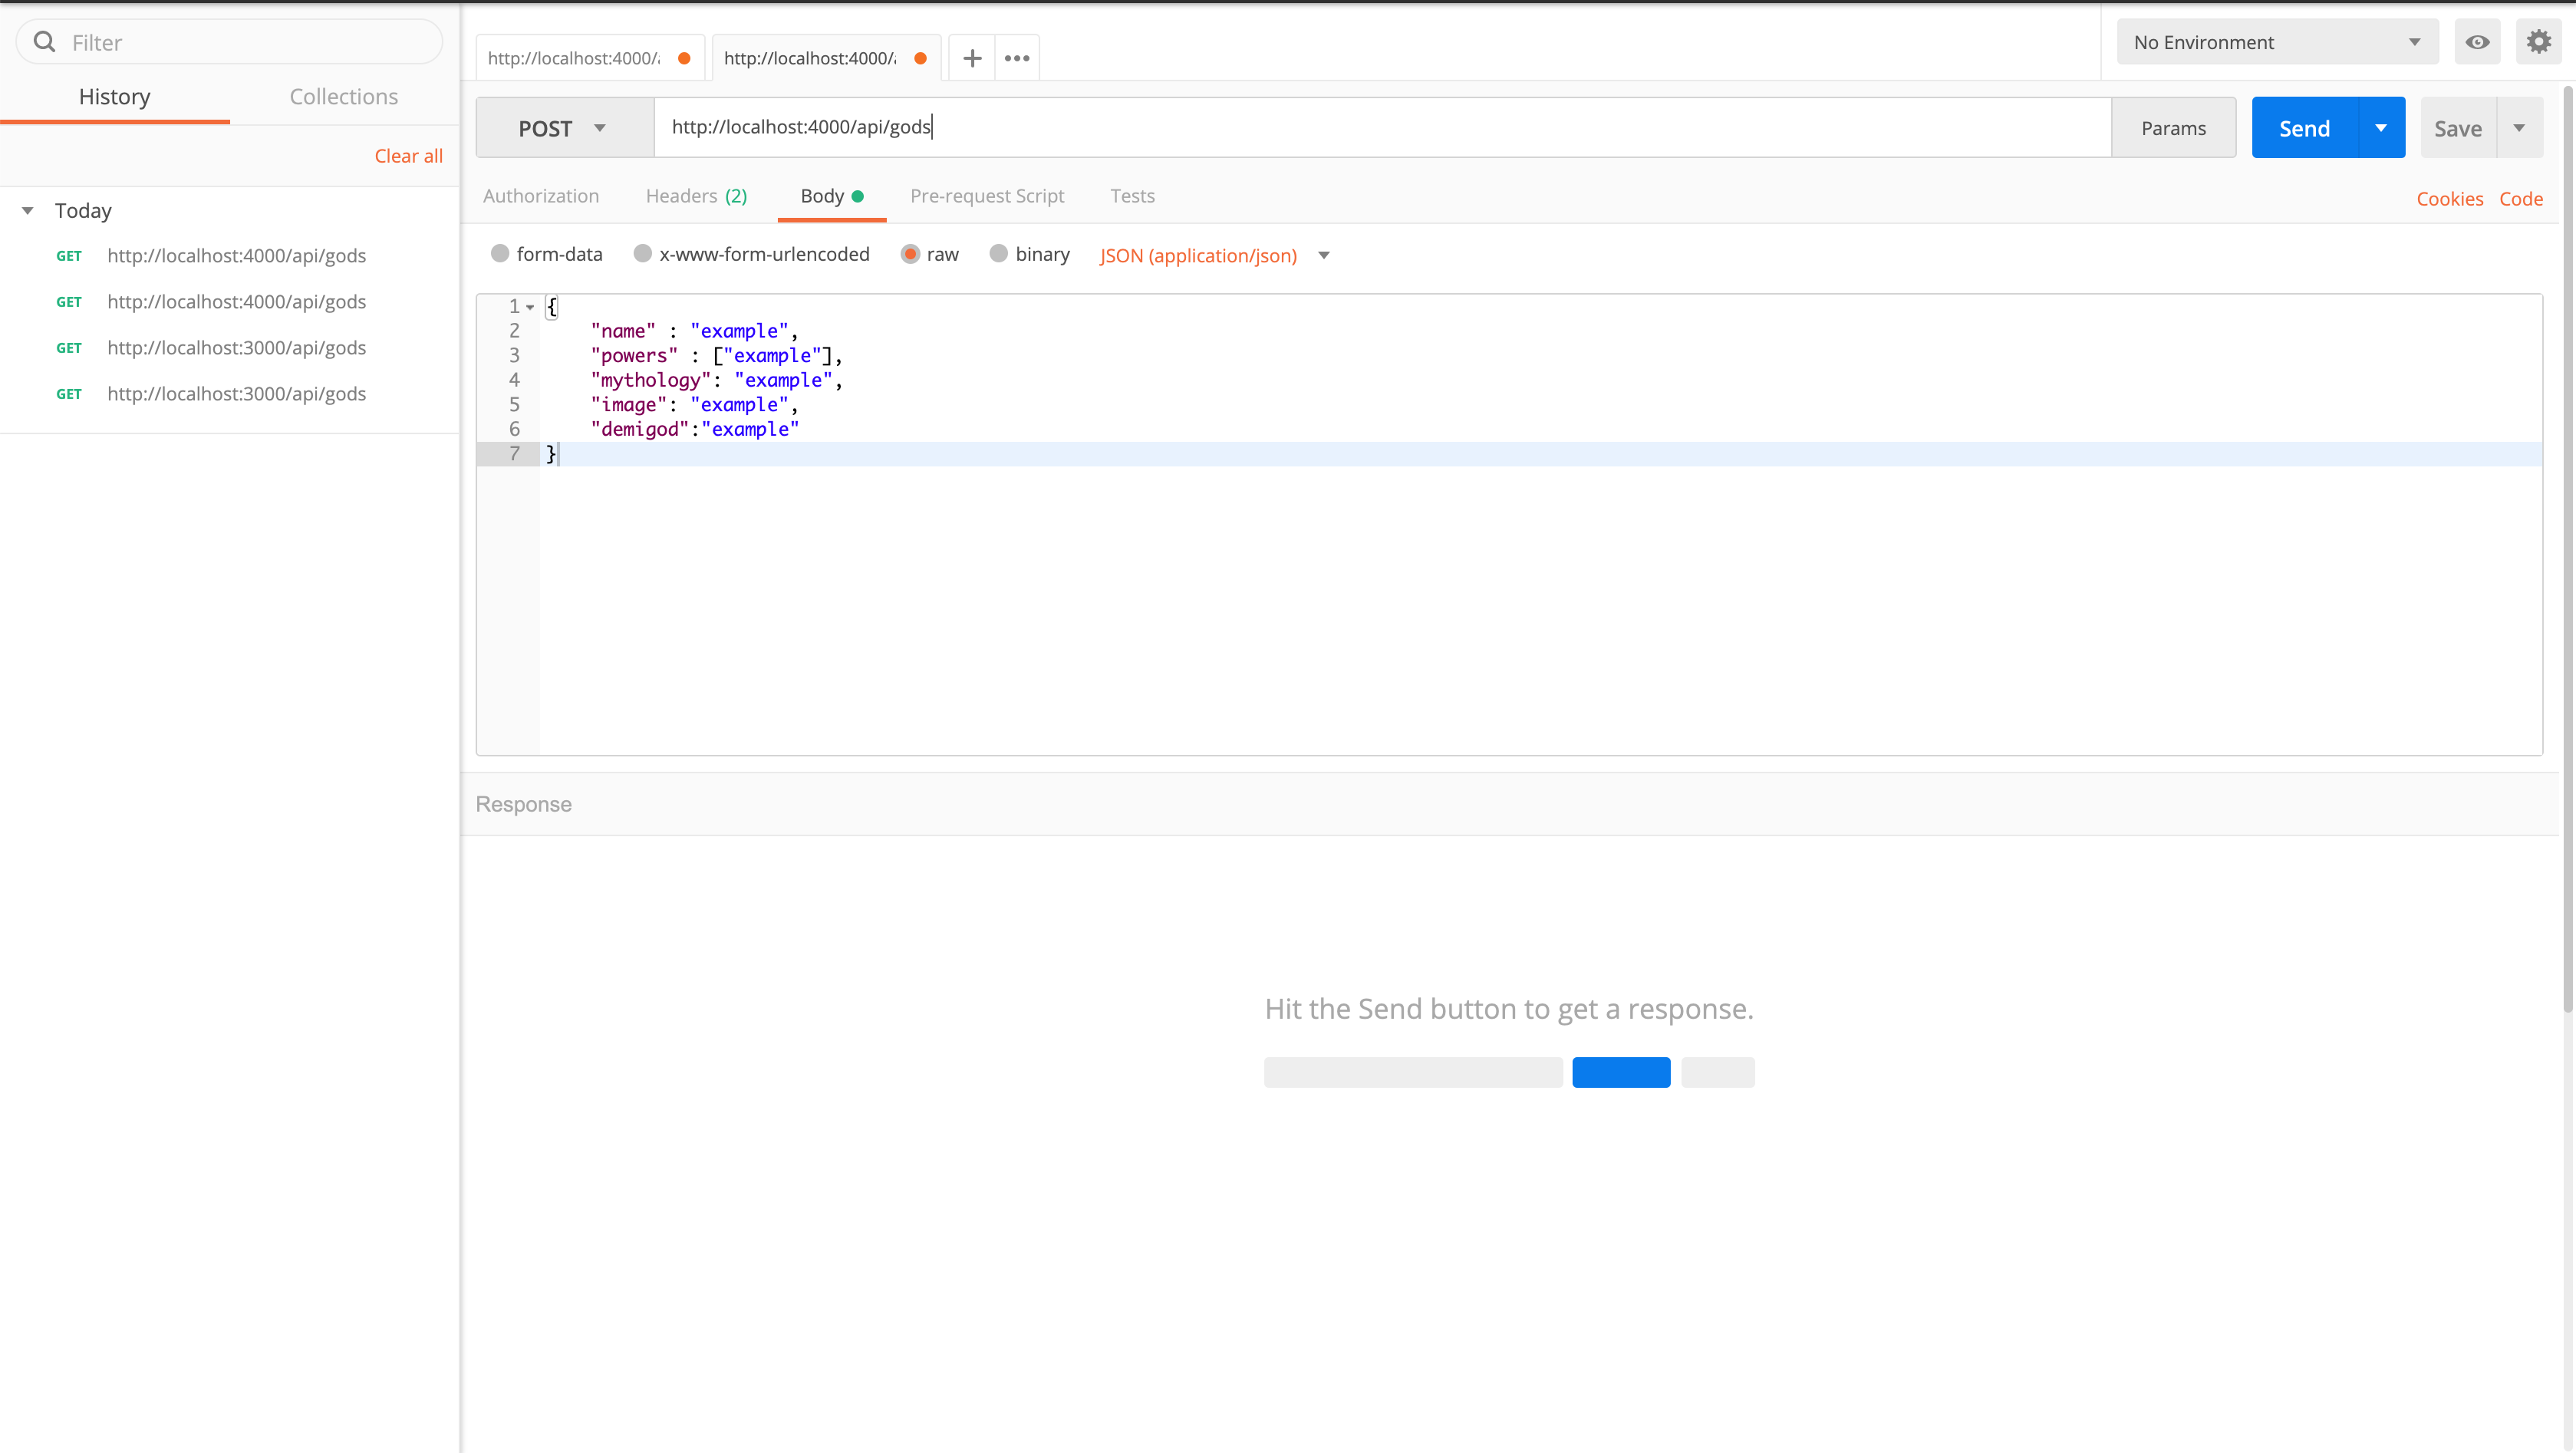 Filter
History Collections
Clear all
Today
GET http://localhost:4000/api/gods
GET http://localhost:4000/api/gods
GET http://localhost:3000/api/gods
GET http://localhost:3000/api/gods
http://localhost:4000/ http://localhost:4000/
No Environment
POST http://localhost:4000/api/gods Params Send Save
Authorization Headers (2) Body Pre-request Script Tests Cookies Code
form-data x-www-form-urlencoded raw binary JSON (application/json)
1 {
2 "name" : "example",
3 "powers" : ["example"],
4 "mythology": "example",
5 "image": "example",
6 "demigod":"example"
7 }
Response
Hit the Send button to get a response.